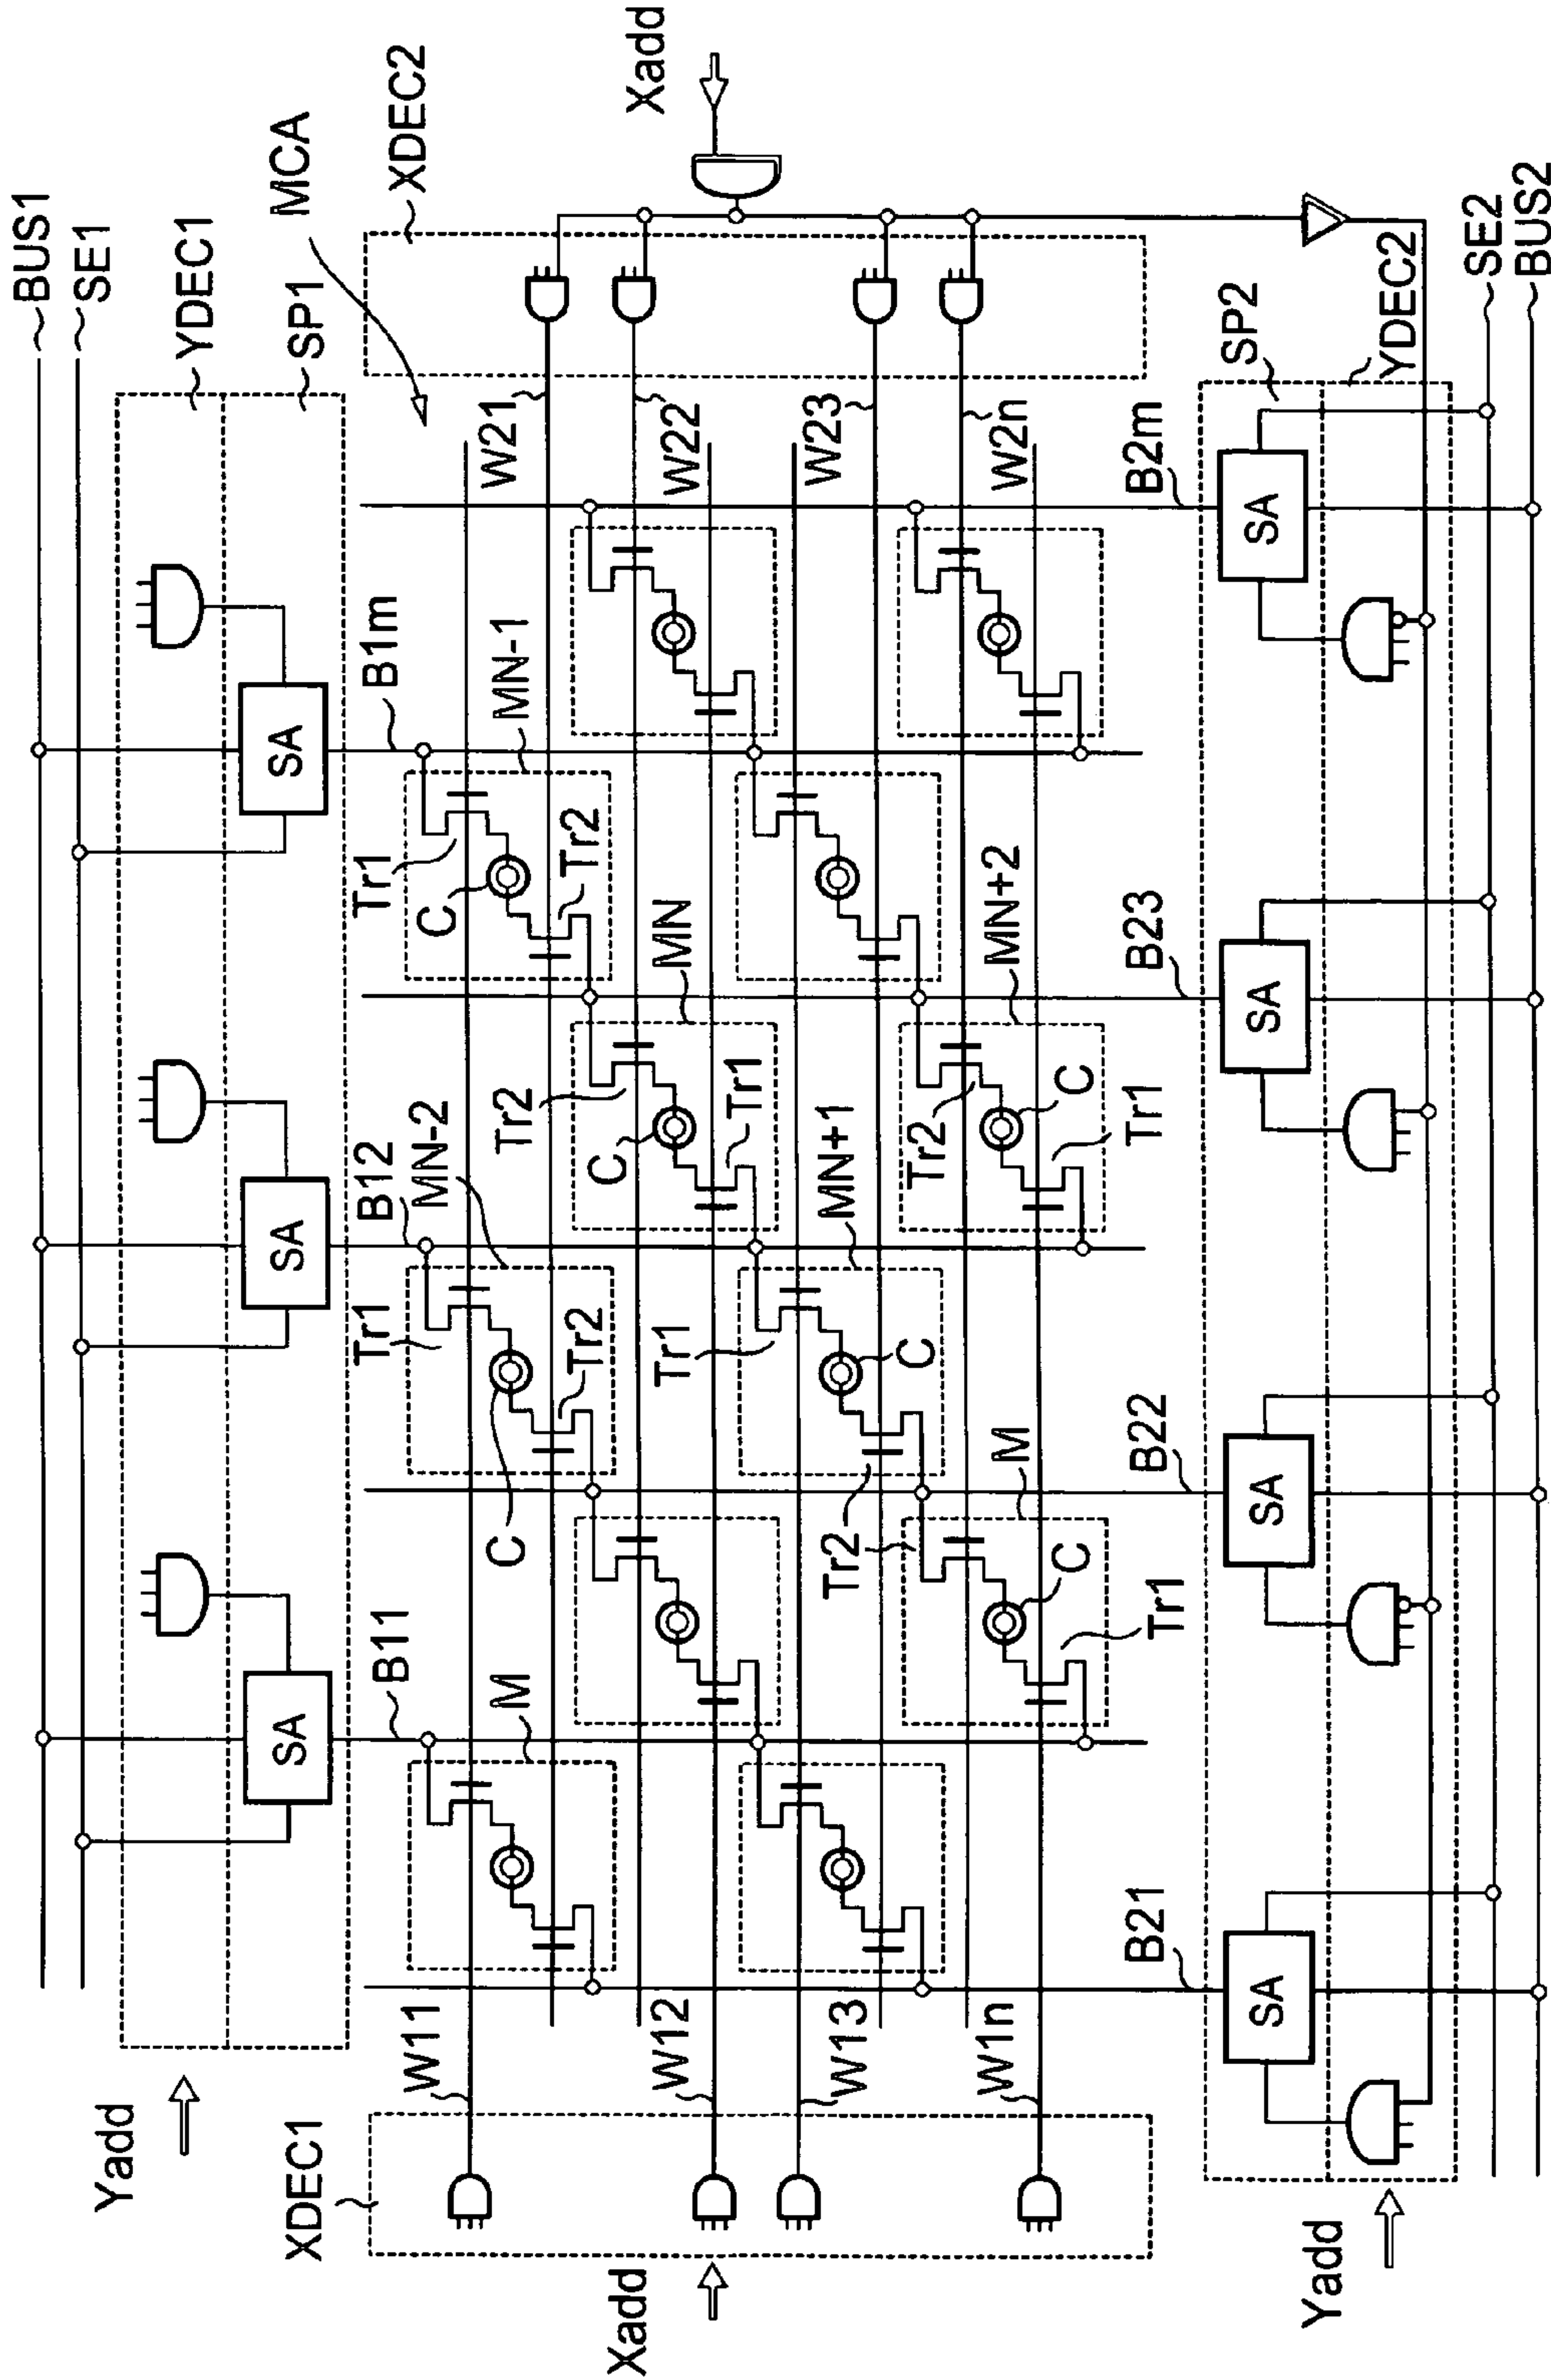 BUS1
SE1
YDEC1
SP1
MCA
XDEC2
Xadd
Yadd
SA
SA
SA
B11
B12
B1m
MN-2
MN-1
M
W11
W21
Tr1
C
Tr2
Tr1
C
Tr2
W22
W12
MN
Tr2
C
Tr1
W13
W23
MN+1
Tr1
C
Tr2
W2n
W1n
MN+2
Tr2
C
Tr1
M
Tr2
C
Tr1
XDEC1
Xadd
B21
B22
B23
B2m
SA
SA
SA
SA
SP2
YDEC2
Yadd
SE2
BUS2